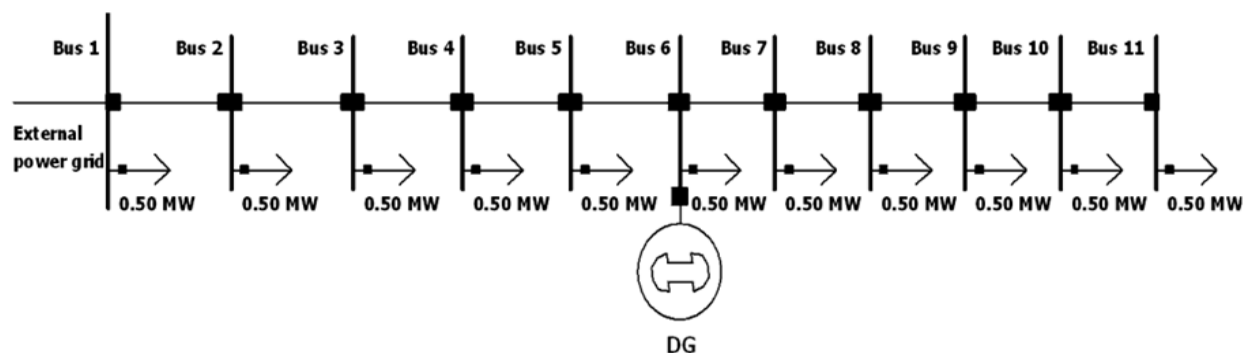 Bus 1 Bus 2 Bus 3 Bus 4 Bus 5 Bus 6 Bus 7 Bus 8 Bus 9 Bus 10 Bus 11
External
power grid
0.50 MW 0.50 MW 0.50 MW 0.50 MW 0.50 MW 0.50 MW 0.50 MW 0.50 MW 0.50 MW 0.50 MW 0.50 MW
DG